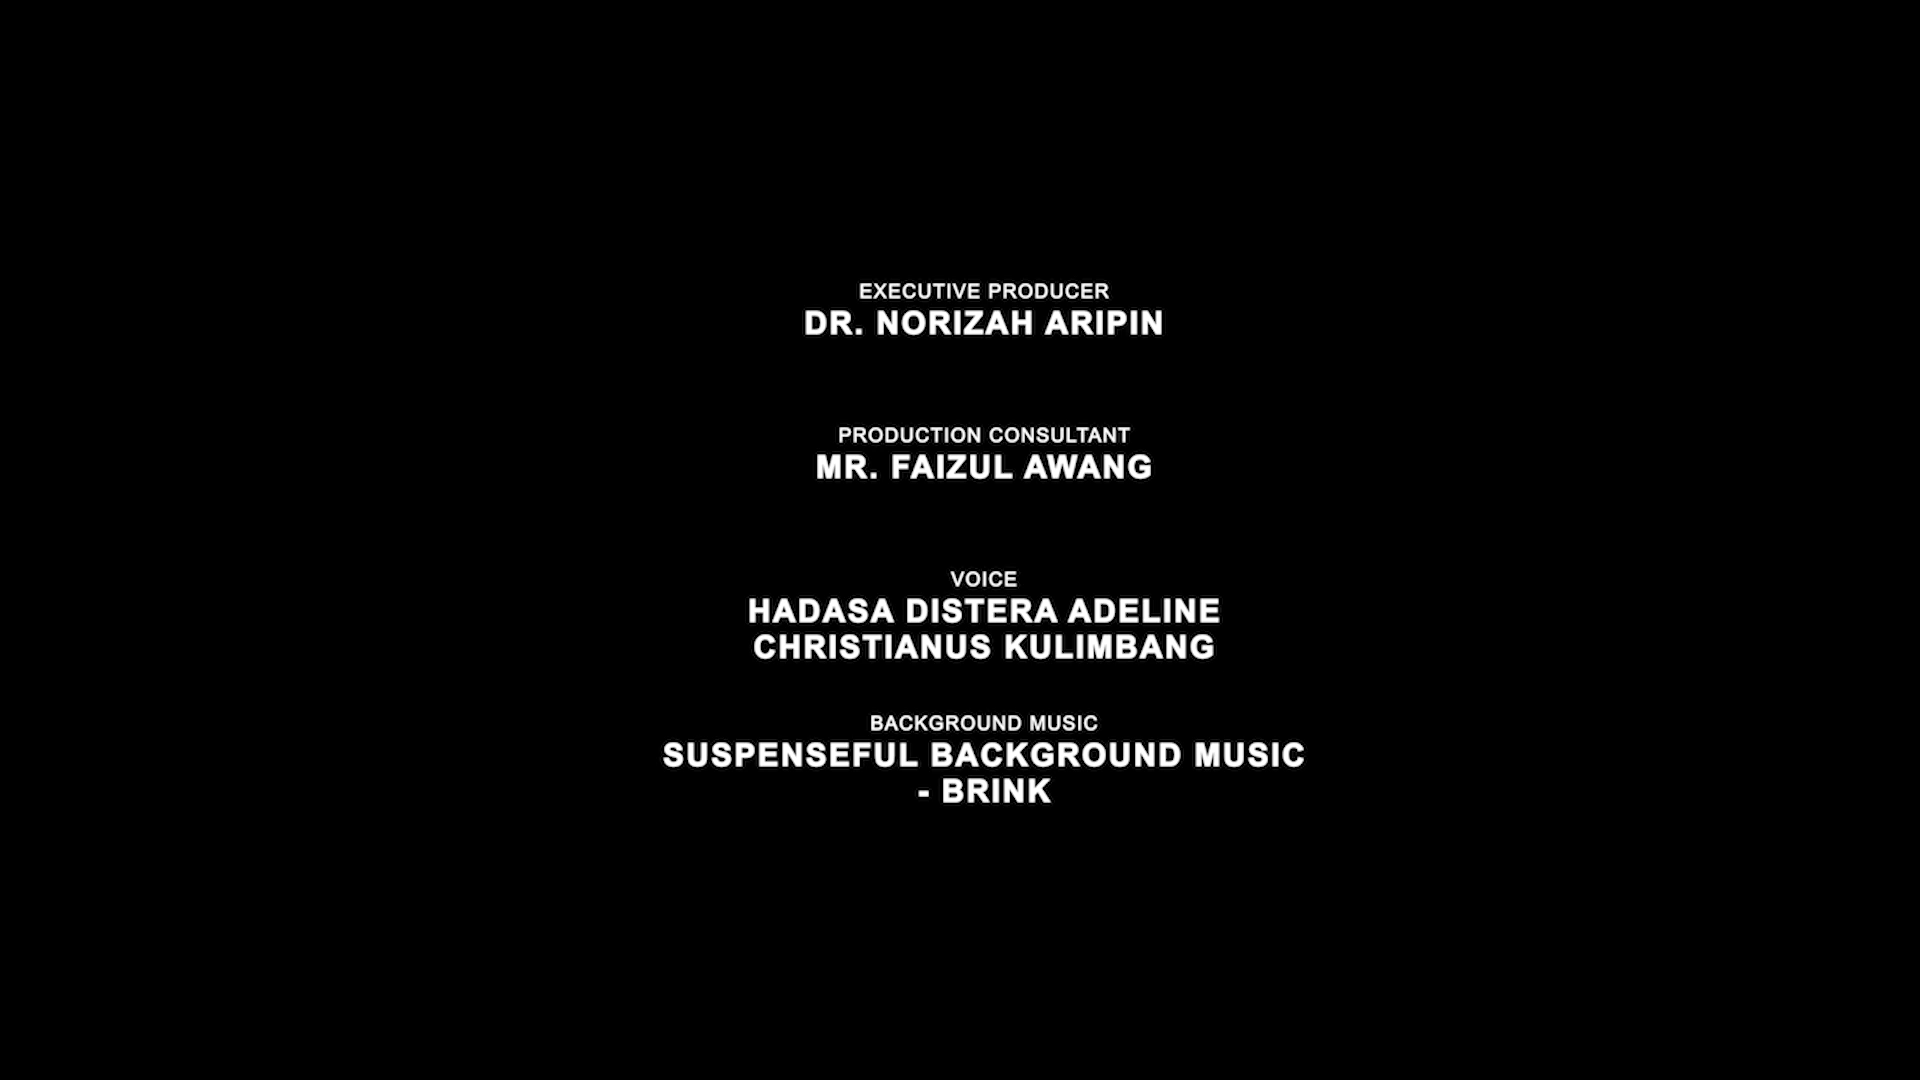 EXECUTIVE PRODUCER
DR. NORIZAH ARIPIN
PRODUCTION CONSULTANT
MR. FAIZUL AWANG
VOICE
HADASA DISTERA ADELINE
CHRISTIANUS KULIMBANG
BACKGROUND MUSIC
SUSPENSEFUL BACKGROUND MUSIC
- BRINK